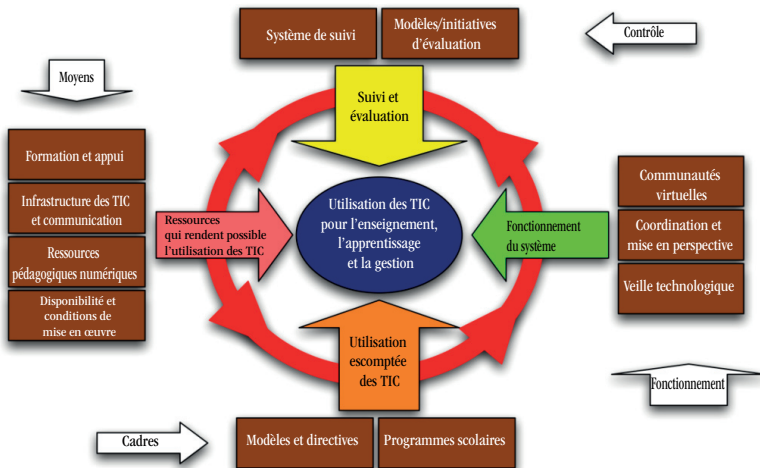 Système de suivi
Modèles/initiatives
d'évaluation
Contrôle
Moyens
Suivi et
évaluation
Formation et appui
Infrastructure des TIC
et communication
Ressources
pédagogiques numériques
Disponibilité et
conditions de
mise en œuvre
Ressources
qui rendent possible
l'utilisation des TIC
Utilisation des TIC
pour l'enseignement,
l'apprentissage
et la gestion
Fonctionnement
du système
Communautés
virtuelles
Coordination et
mise en perspective
Veille technologique
Utilisation
escomptée
des TIC
Fonctionnement
Cadres
Modèles et directives
Programmes scolaires